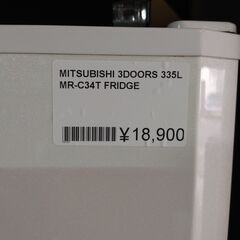 MITSUBISHI 3DOORS 335L
MR-C34T FRIDGE
¥18,900